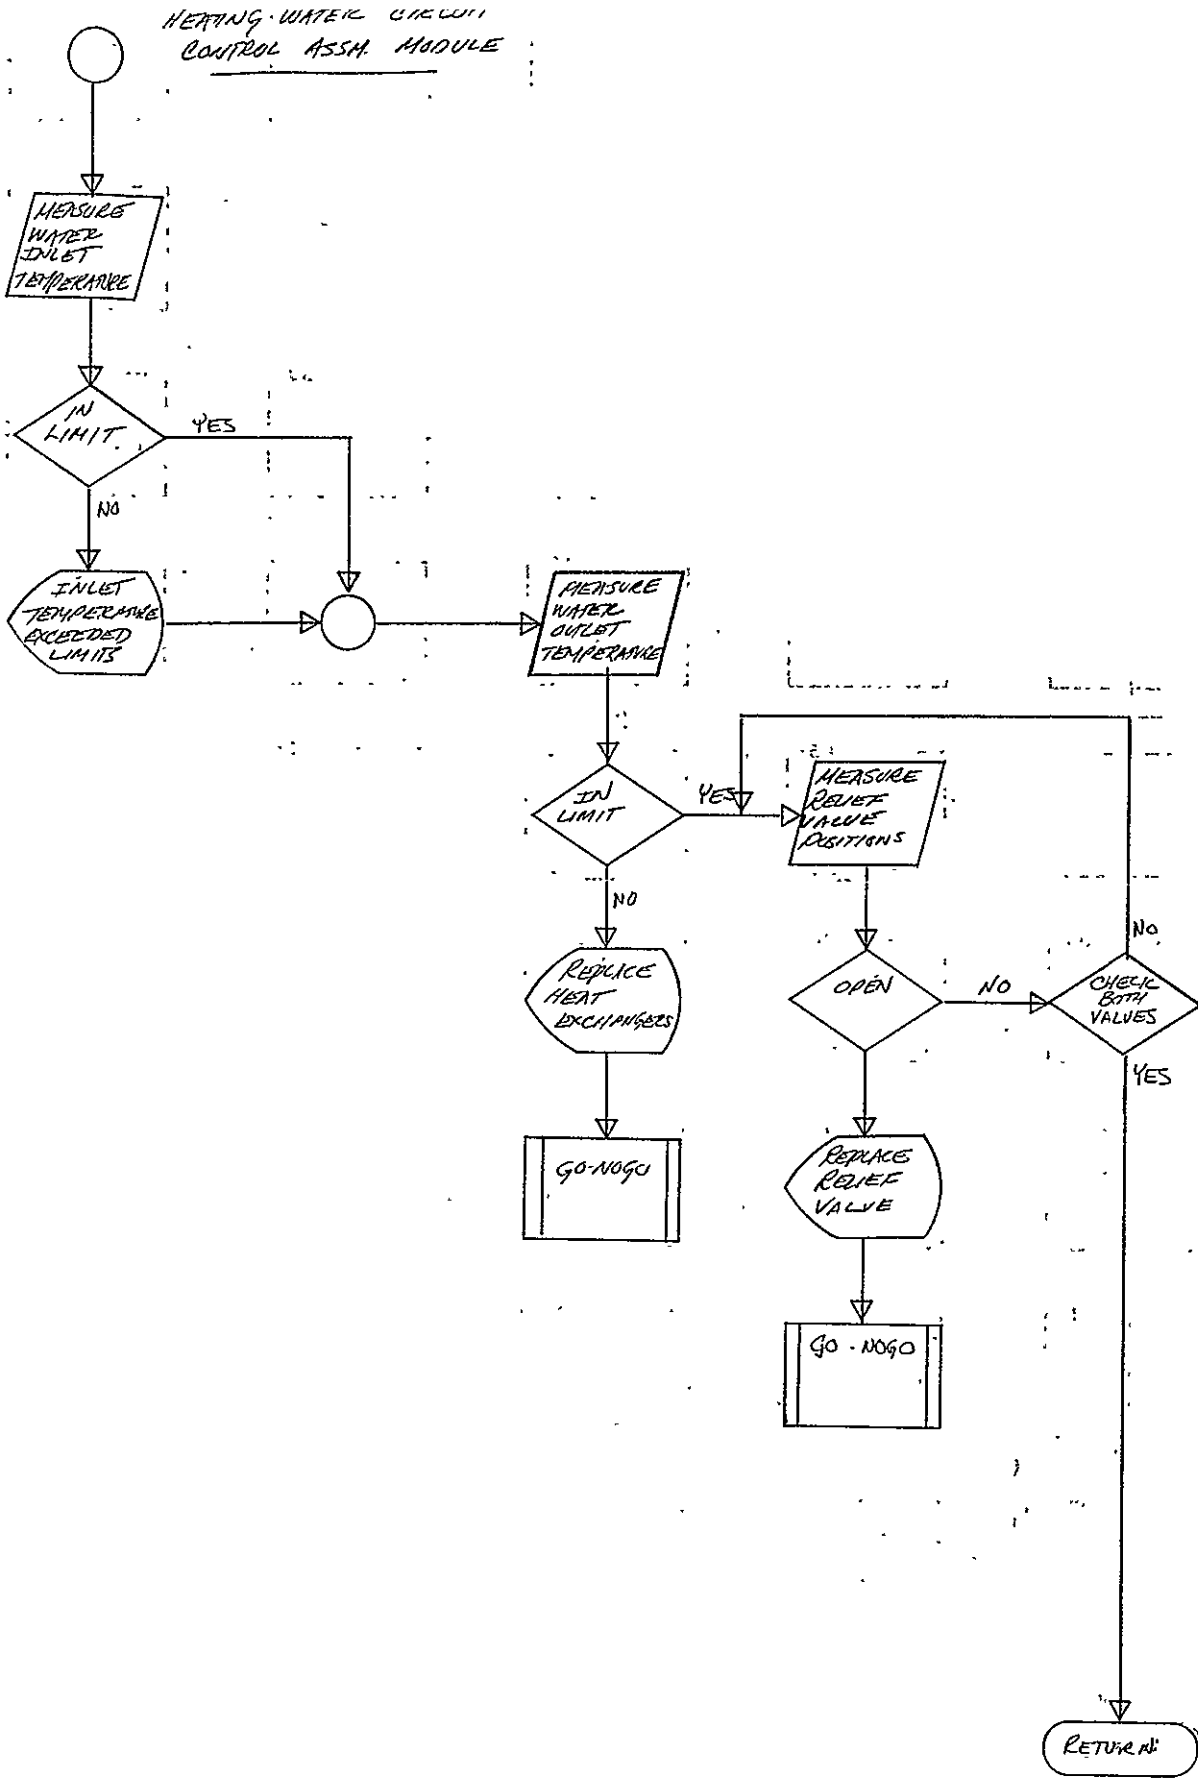 HEATING-WATER CIRCUIT
CONTROL ASSM. MODULE
MEASURE
WATER
INLET
TEMPERATURE
IN
LIMIT.
YES
NO
INLET
TEMPERATURE
EXCEEDED
LIMITS
MEASURE
WATER
OUTLET
TEMPERATURE
IN
LIMIT
YES
NO
MEASURE
RELIEF
VALUE
POSITIONS
REPLACE
HEAT
EXCHANGERS
GO-NOGO
OPEN
NO
CHECK
BOTH
VALUES
NO
YES
REPLACE
RELIEF
VALVE
GO-NOGO
RETURN